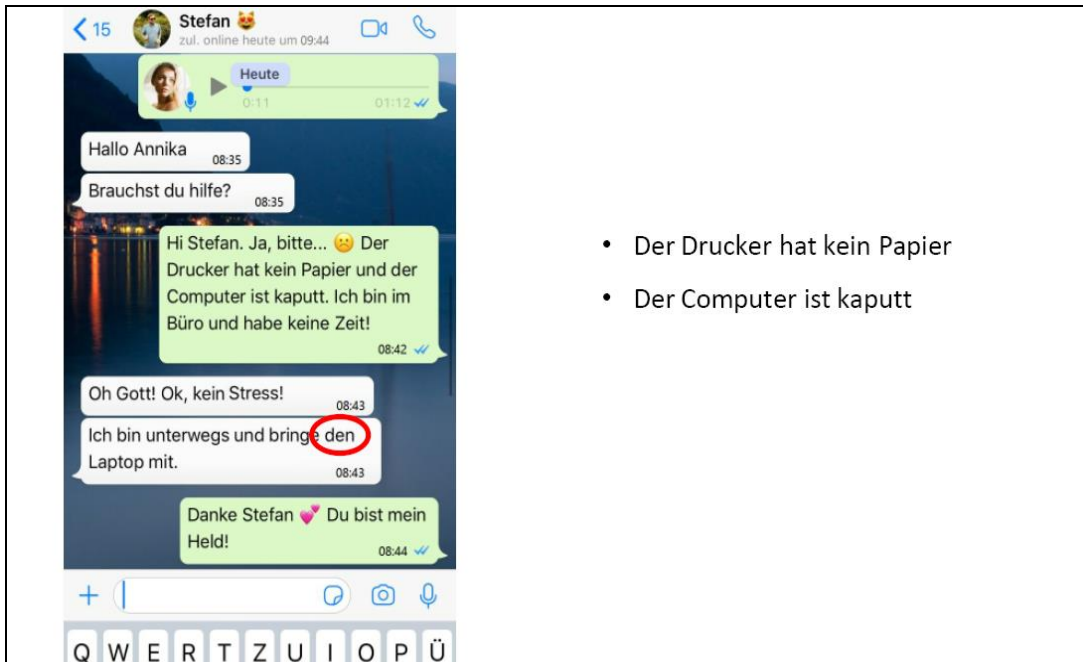 15
Stefan 😻
zul. online heute um 09:44
Heute
0:11
01:12
Hallo Annika
08:35
Brauchst du hilfe?
08:35
Hi Stefan. Ja, bitte... ☹️ Der
Drucker hat kein Papier und der
Computer ist kaputt. Ich bin im
Büro und habe keine Zeit!
08:42
Oh Gott! Ok, kein Stress!
08:43
Ich bin unterwegs und bringe den
Laptop mit.
08:43
Danke Stefan 💕 Du bist mein
Held!
08:44
Q W E R T Z U I O P Ü
• Der Drucker hat kein Papier
• Der Computer ist kaputt